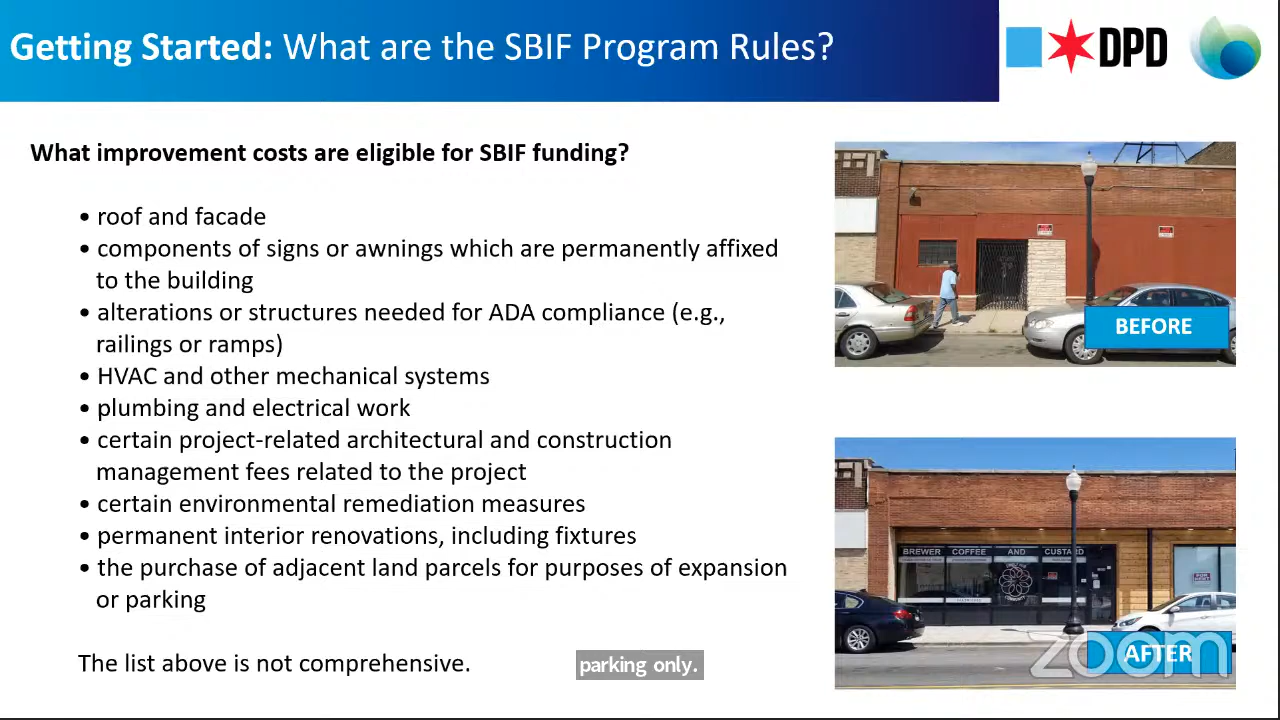 Getting Started: What are the SBIF Program Rules?
DPD
What improvement costs are eligible for SBIF funding?
• roof and facade
• components of signs or awnings which are permanently affixed
to the building
• alterations or structures needed for ADA compliance (e.g.,
railings or ramps)
• HVAC and other mechanical systems
• plumbing and electrical work
• certain project-related architectural and construction
management fees related to the project
• certain environmental remediation measures
• permanent interior renovations, including fixtures
• the purchase of adjacent land parcels for purposes of expansion
or parking
The list above is not comprehensive.
parking only.
BEFORE
BREWER COFFEE AND CUSTARD
AFTER
zoom